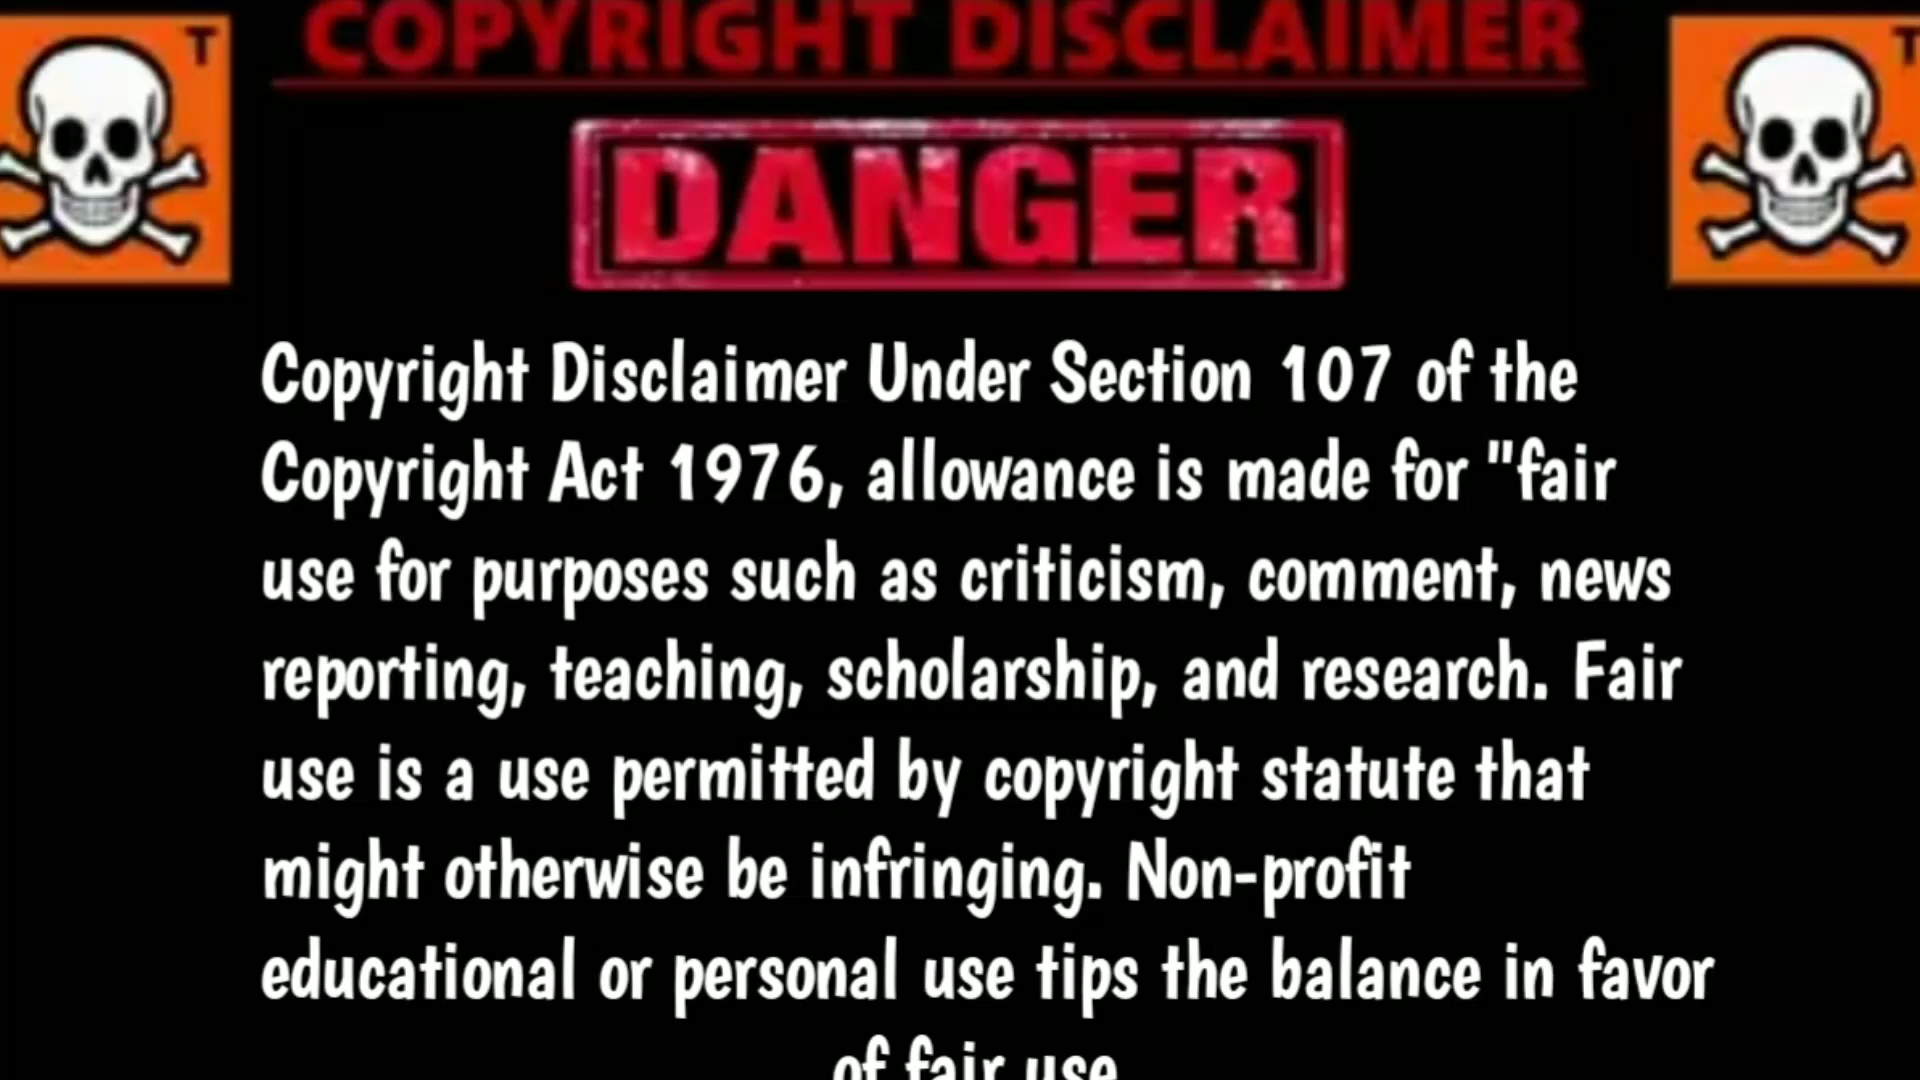 T COPYRIGHT DISCLAIMER T
DANGER
Copyright Disclaimer Under Section 107 of the
Copyright Act 1976, allowance is made for "fair
use for purposes such as criticism, comment, news
reporting, teaching, scholarship, and research. Fair
use is a use permitted by copyright statute that
might otherwise be infringing. Non-profit
educational or personal use tips the balance in favor
of fair use